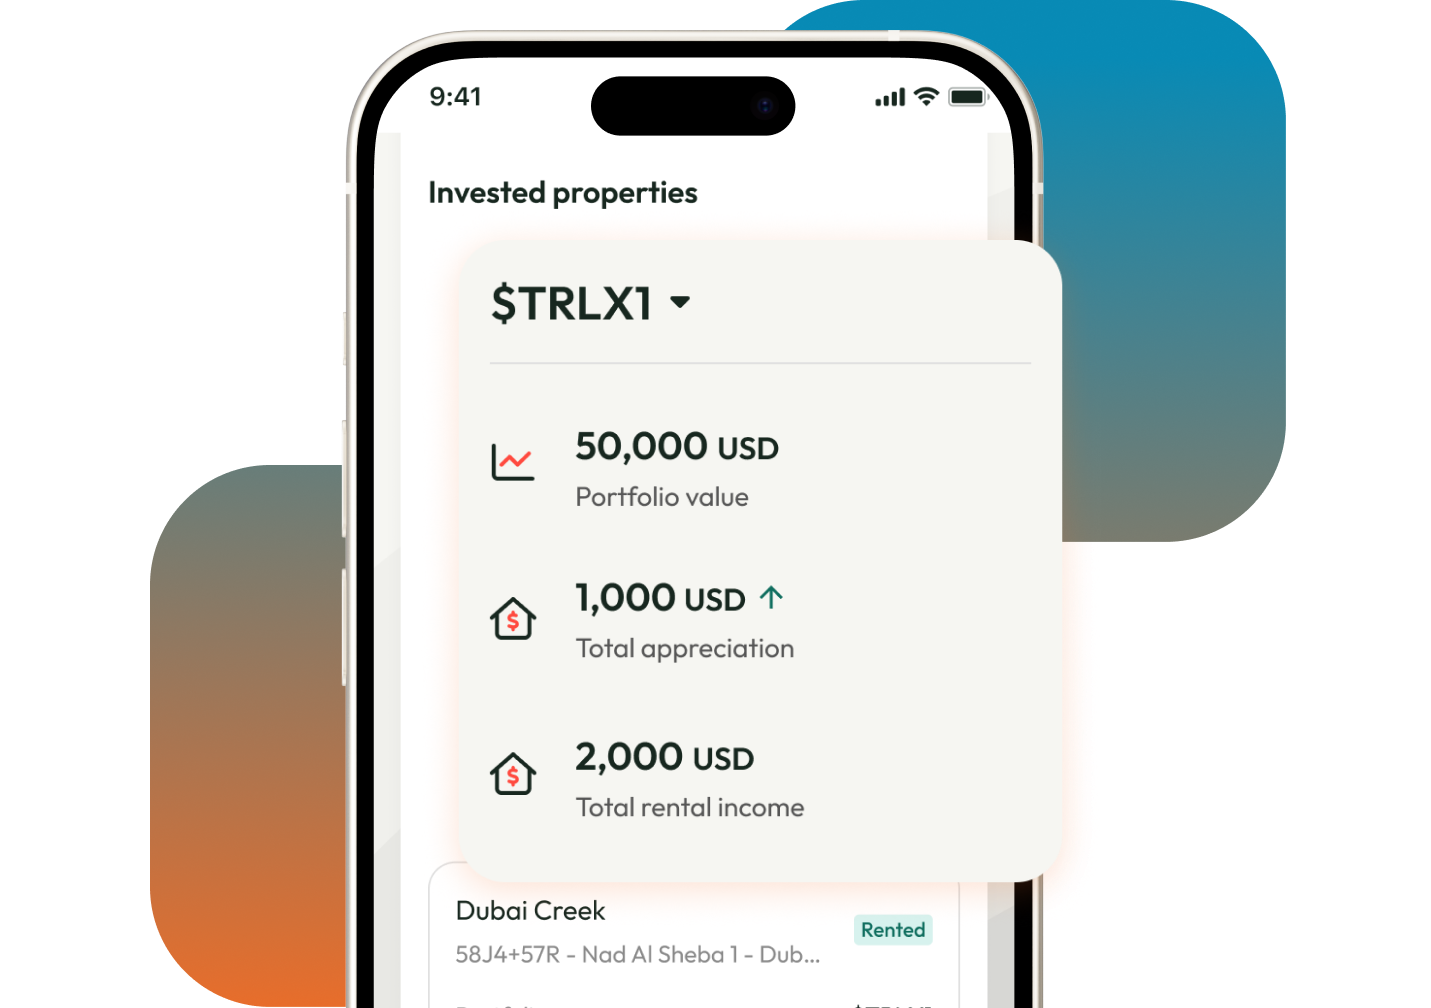 9:41
Invested properties
$TRLX1
50,000 USD
Portfolio value
1,000 USD
Total appreciation
2,000 USD
Total rental income
Dubai Creek
Rented
58J4+57R - Nad Al Sheba 1 - Dub...